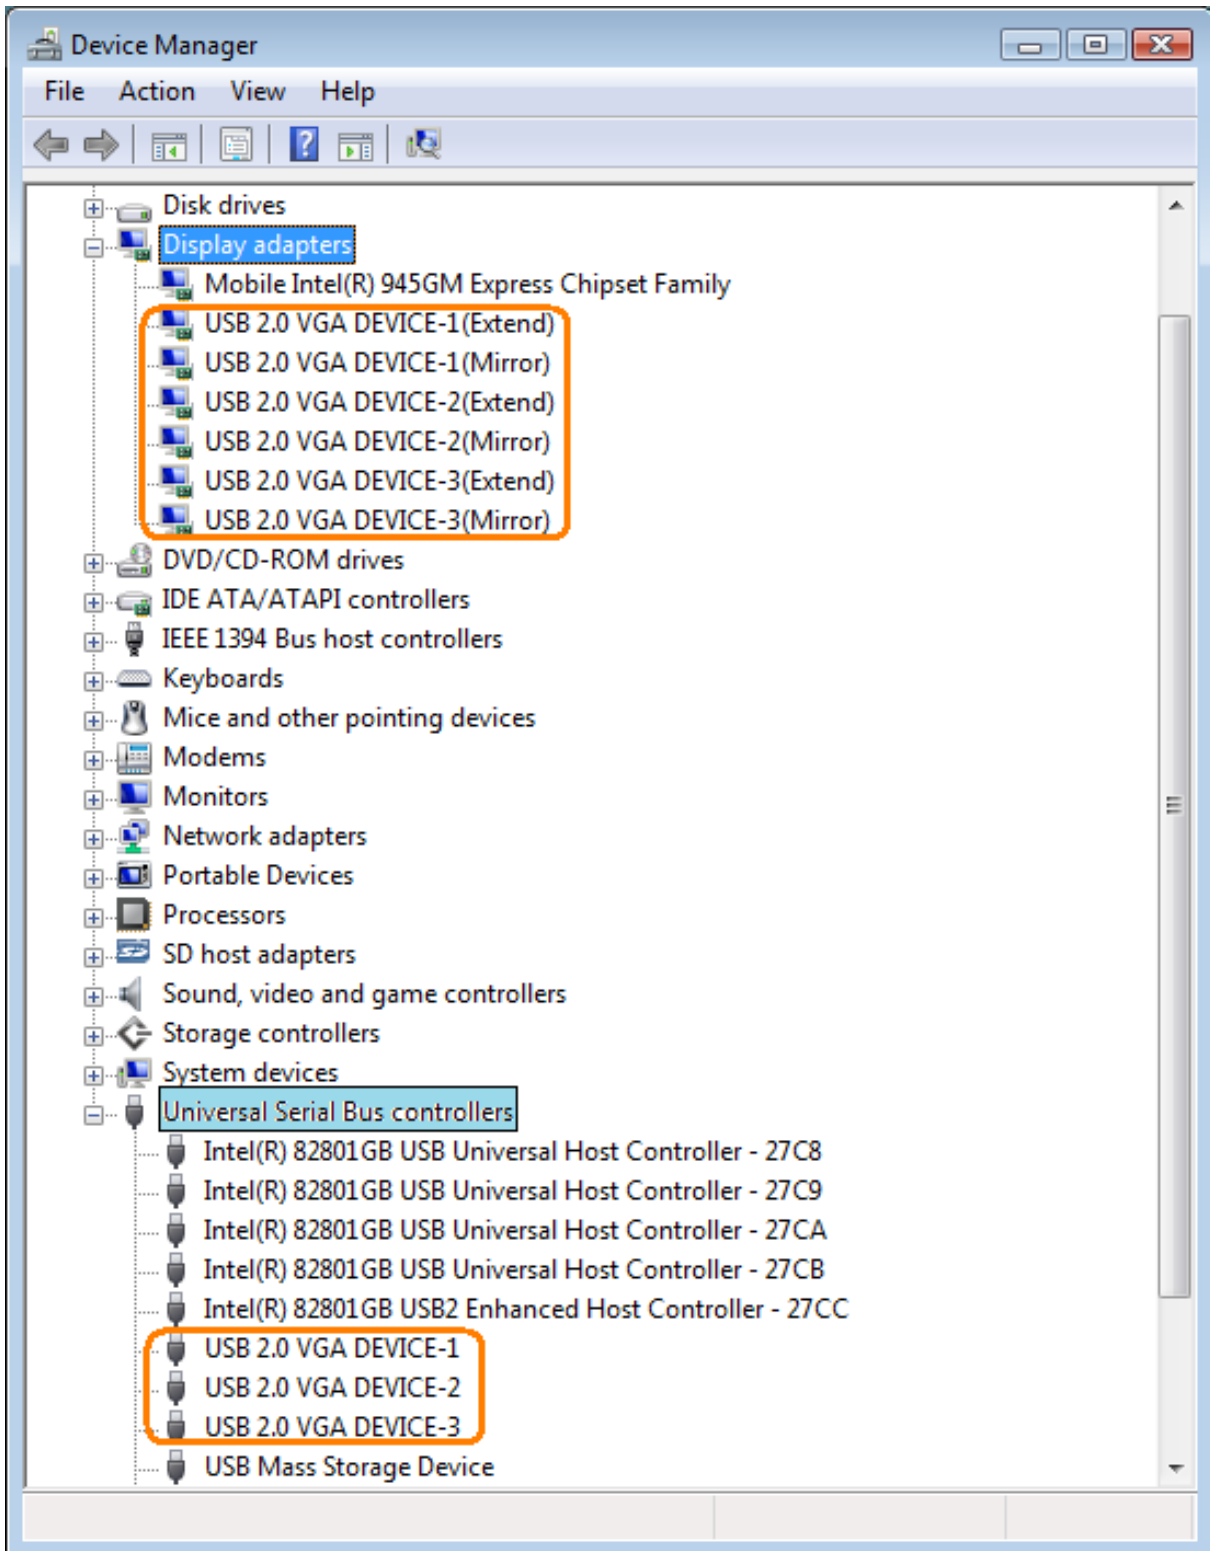 Device Manager
File Action View Help
Disk drives
Display adapters
Mobile Intel(R) 945GM Express Chipset Family
USB 2.0 VGA DEVICE-1(Extend)
USB 2.0 VGA DEVICE-1(Mirror)
USB 2.0 VGA DEVICE-2(Extend)
USB 2.0 VGA DEVICE-2(Mirror)
USB 2.0 VGA DEVICE-3(Extend)
USB 2.0 VGA DEVICE-3(Mirror)
DVD/CD-ROM drives
IDE ATA/ATAPI controllers
IEEE 1394 Bus host controllers
Keyboards
Mice and other pointing devices
Modems
Monitors
Network adapters
Portable Devices
Processors
SD host adapters
Sound, video and game controllers
Storage controllers
System devices
Universal Serial Bus controllers
Intel(R) 82801GB USB Universal Host Controller - 27C8
Intel(R) 82801GB USB Universal Host Controller - 27C9
Intel(R) 82801GB USB Universal Host Controller - 27CA
Intel(R) 82801GB USB Universal Host Controller - 27CB
Intel(R) 82801GB USB2 Enhanced Host Controller - 27CC
USB 2.0 VGA DEVICE-1
USB 2.0 VGA DEVICE-2
USB 2.0 VGA DEVICE-3
USB Mass Storage Device